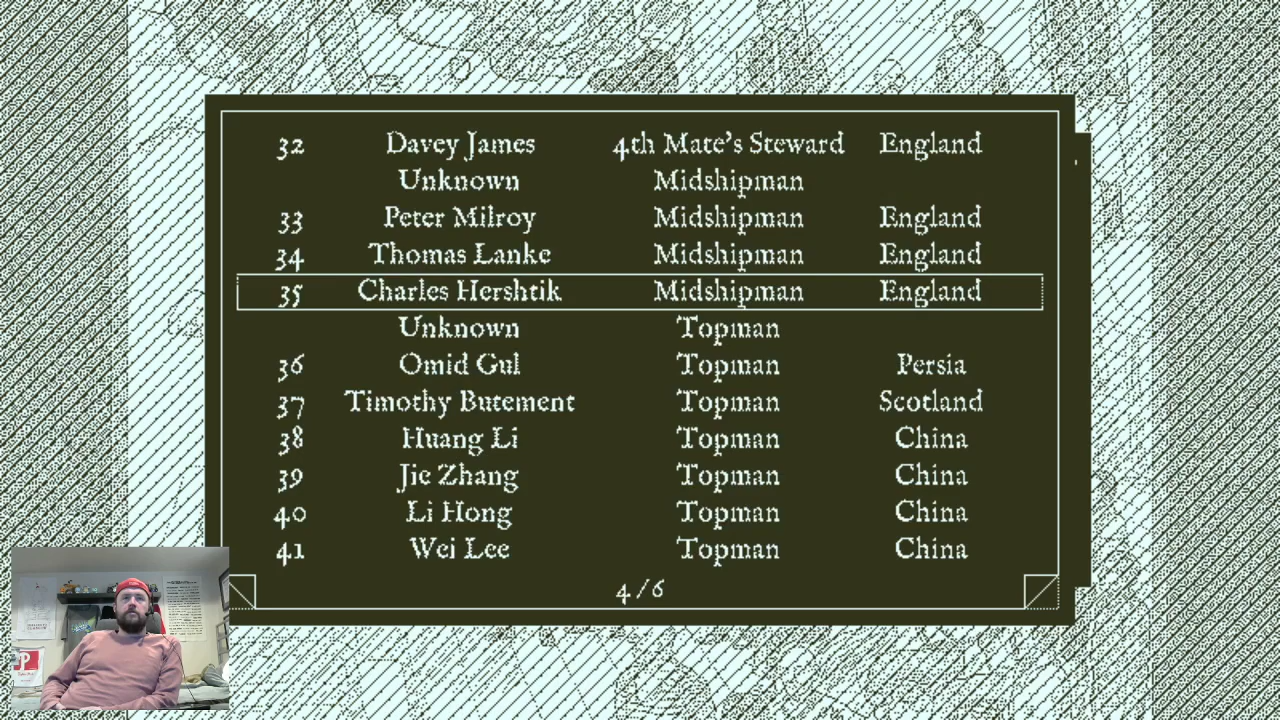 32 Davey James 4th Mate's Steward England
Unknown Midshipman
33 Peter Milroy Midshipman England
34 Thomas Lanke Midshipman England
35 Charles Hershtik Midshipman England
Unknown Topman
36 Omid Gul Topman Persia
37 Timothy Butement Topman Scotland
38 Huang Li Topman China
39 Jie Zhang Topman China
40 Li Hong Topman China
41 Wei Lee Topman China
4/6